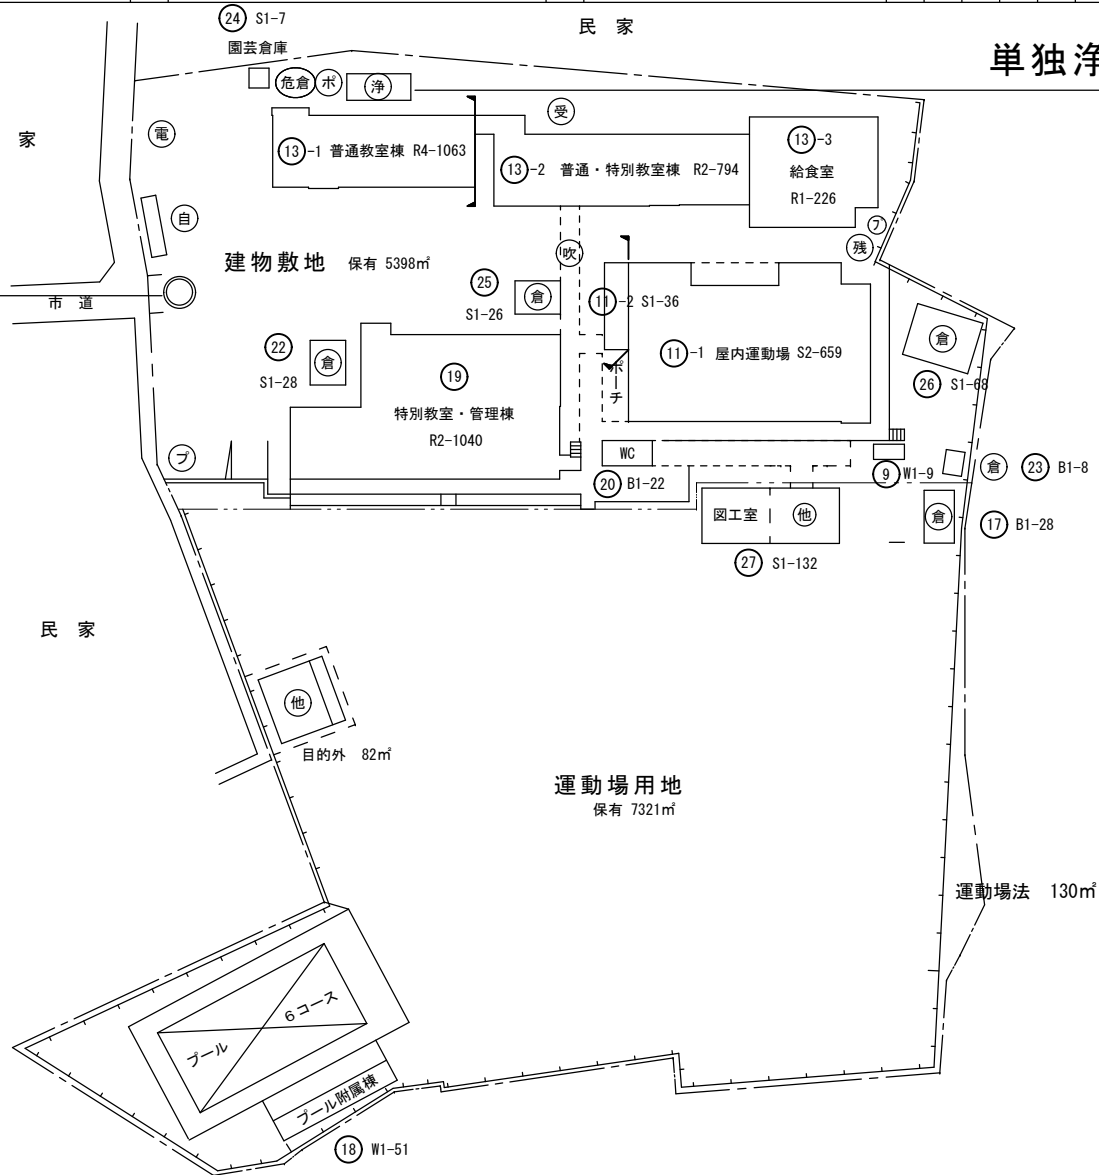 ㉔ S1-7
園芸倉庫
民 家
単独浄
危倉 ポ 浄
受
家
電
⑬-1 普通教室棟 R4-1063
⑬-2 普通・特別教室棟 R2-794
⑬-3
給食室
R1-226
自
フ
残
吹
建物敷地 保有 5398㎡
㉕
S1-26
倉
⑪-2 S1-36
市 道
㉒
S1-28
倉
⑲
特別教室・管理棟
R2-1040
ポーチ
⑪-1 屋内運動場 S2-659
倉
㉖ S1-68
プ
WC
⑳ B1-22
⑨ W1-9
倉 ㉓ B1-8
図工室 他
倉
⑰ B1-28
㉗ S1-132
民 家
他
目的外 82㎡
運動場用地
保有 7321㎡
運動場法 130㎡
プール 6コース
プール附属棟
⑱ W1-51